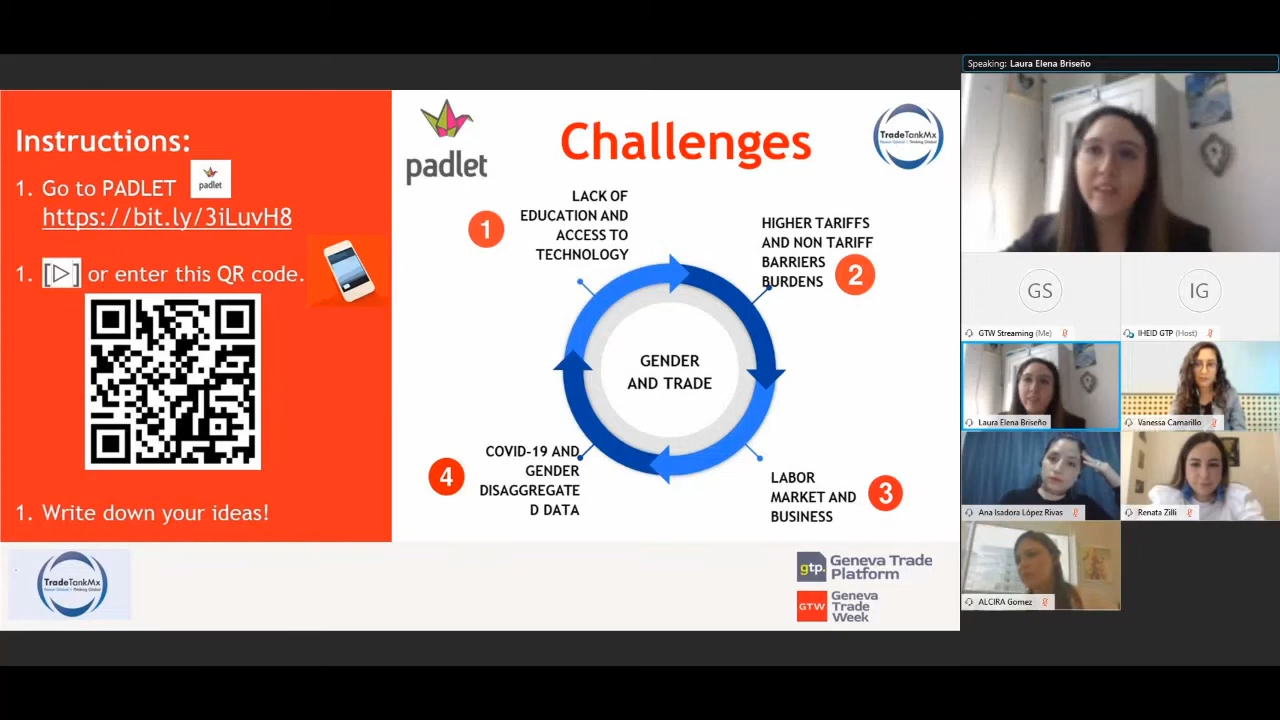 Speaking: Laura Elena Briseño
Instructions:
1. Go to PADLET
padlet
https://bit.ly/3iLuvH8
1. or enter this QR code.
1. Write down your ideas!
TradeTankMx
padlet
Challenges
TradeTankMx
1
LACK OF
EDUCATION AND
ACCESS TO
TECHNOLOGY
HIGHER TARIFFS
AND NON TARIFF
BARRIERS
BURDENS
2
GENDER
AND TRADE
4
COVID-19 AND
GENDER
DISAGGREGATE
D DATA
LABOR
MARKET AND
BUSINESS
3
gtp.
Geneva Trade
Platform
GTW
Geneva
Trade
Week
GS
IG
GTW Streaming (Me)
IHEID GTP (Host)
Laura Elena Briseño
Vanessa Camarillo
Ana Isadora López Rivas
Renata Zilli
ALCIRA Gomez